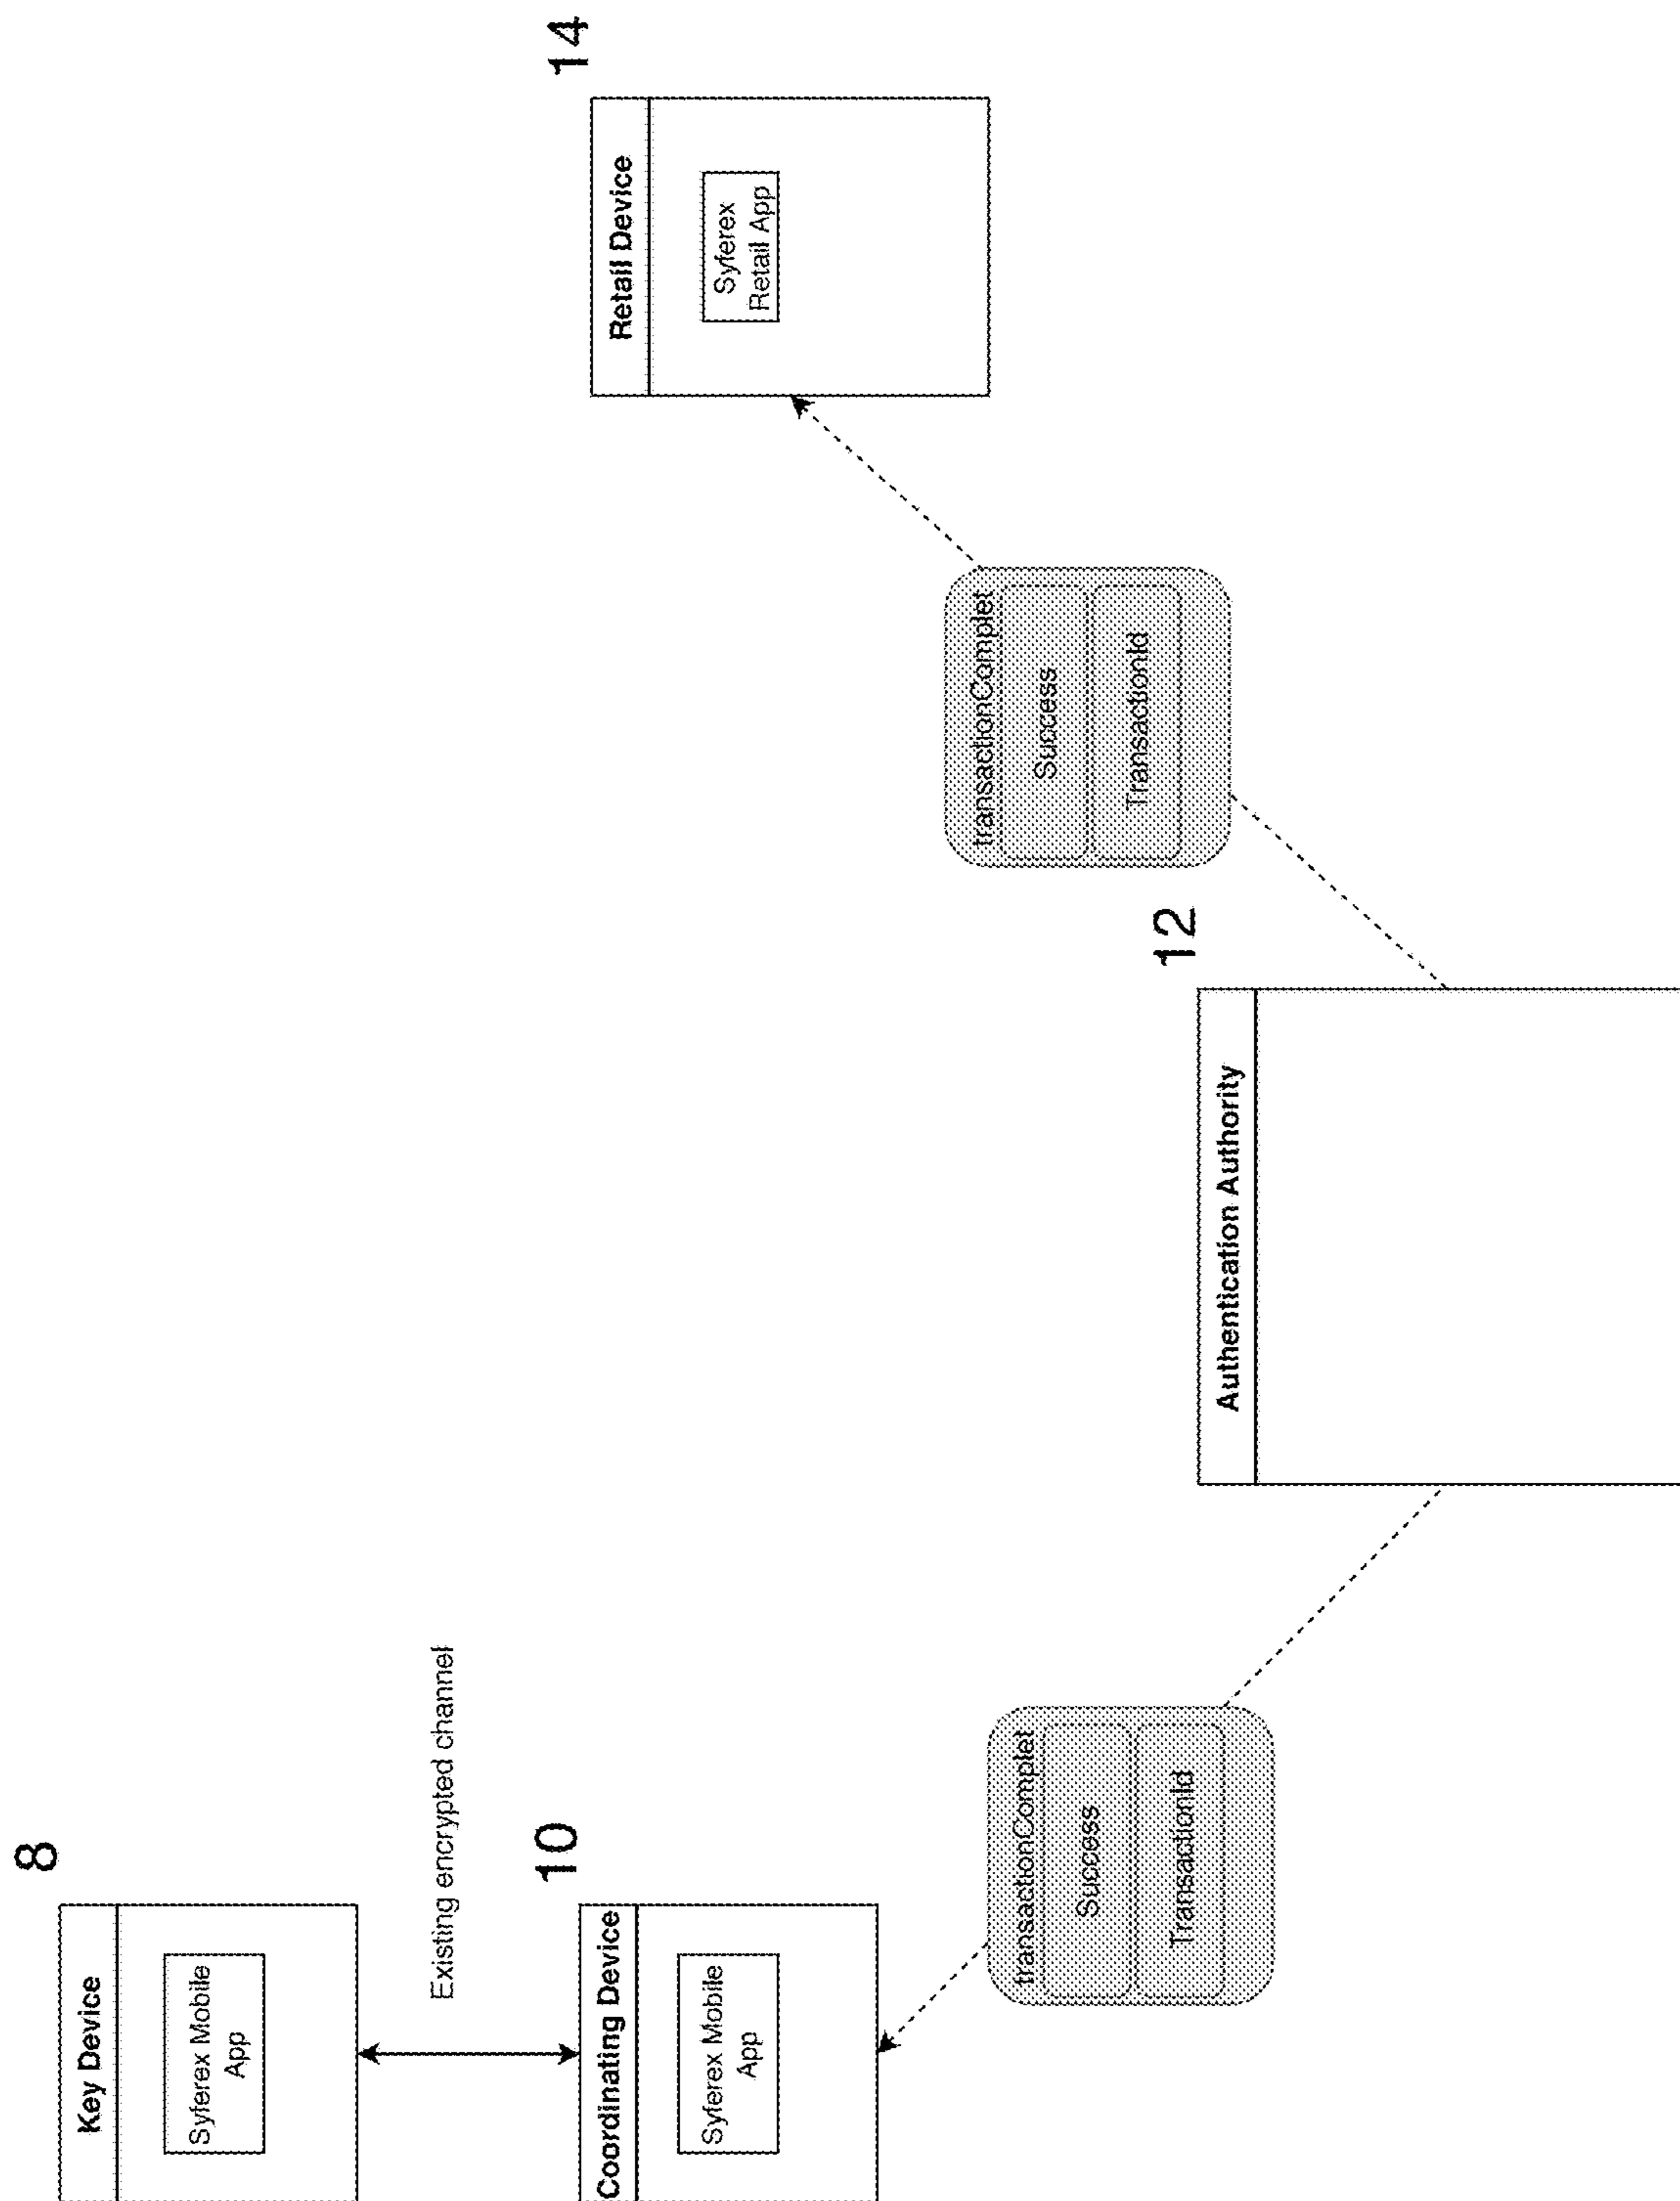 8
Key Device
Syferex Mobile
App
Existing encrypted channel
10
Coordinating Device
Syferex Mobile
App
transactionComplet
Success
TransactionId
12
Authentication Authority
transactionComplet
Success
TransactionId
14
Retail Device
Syferex
Retail App